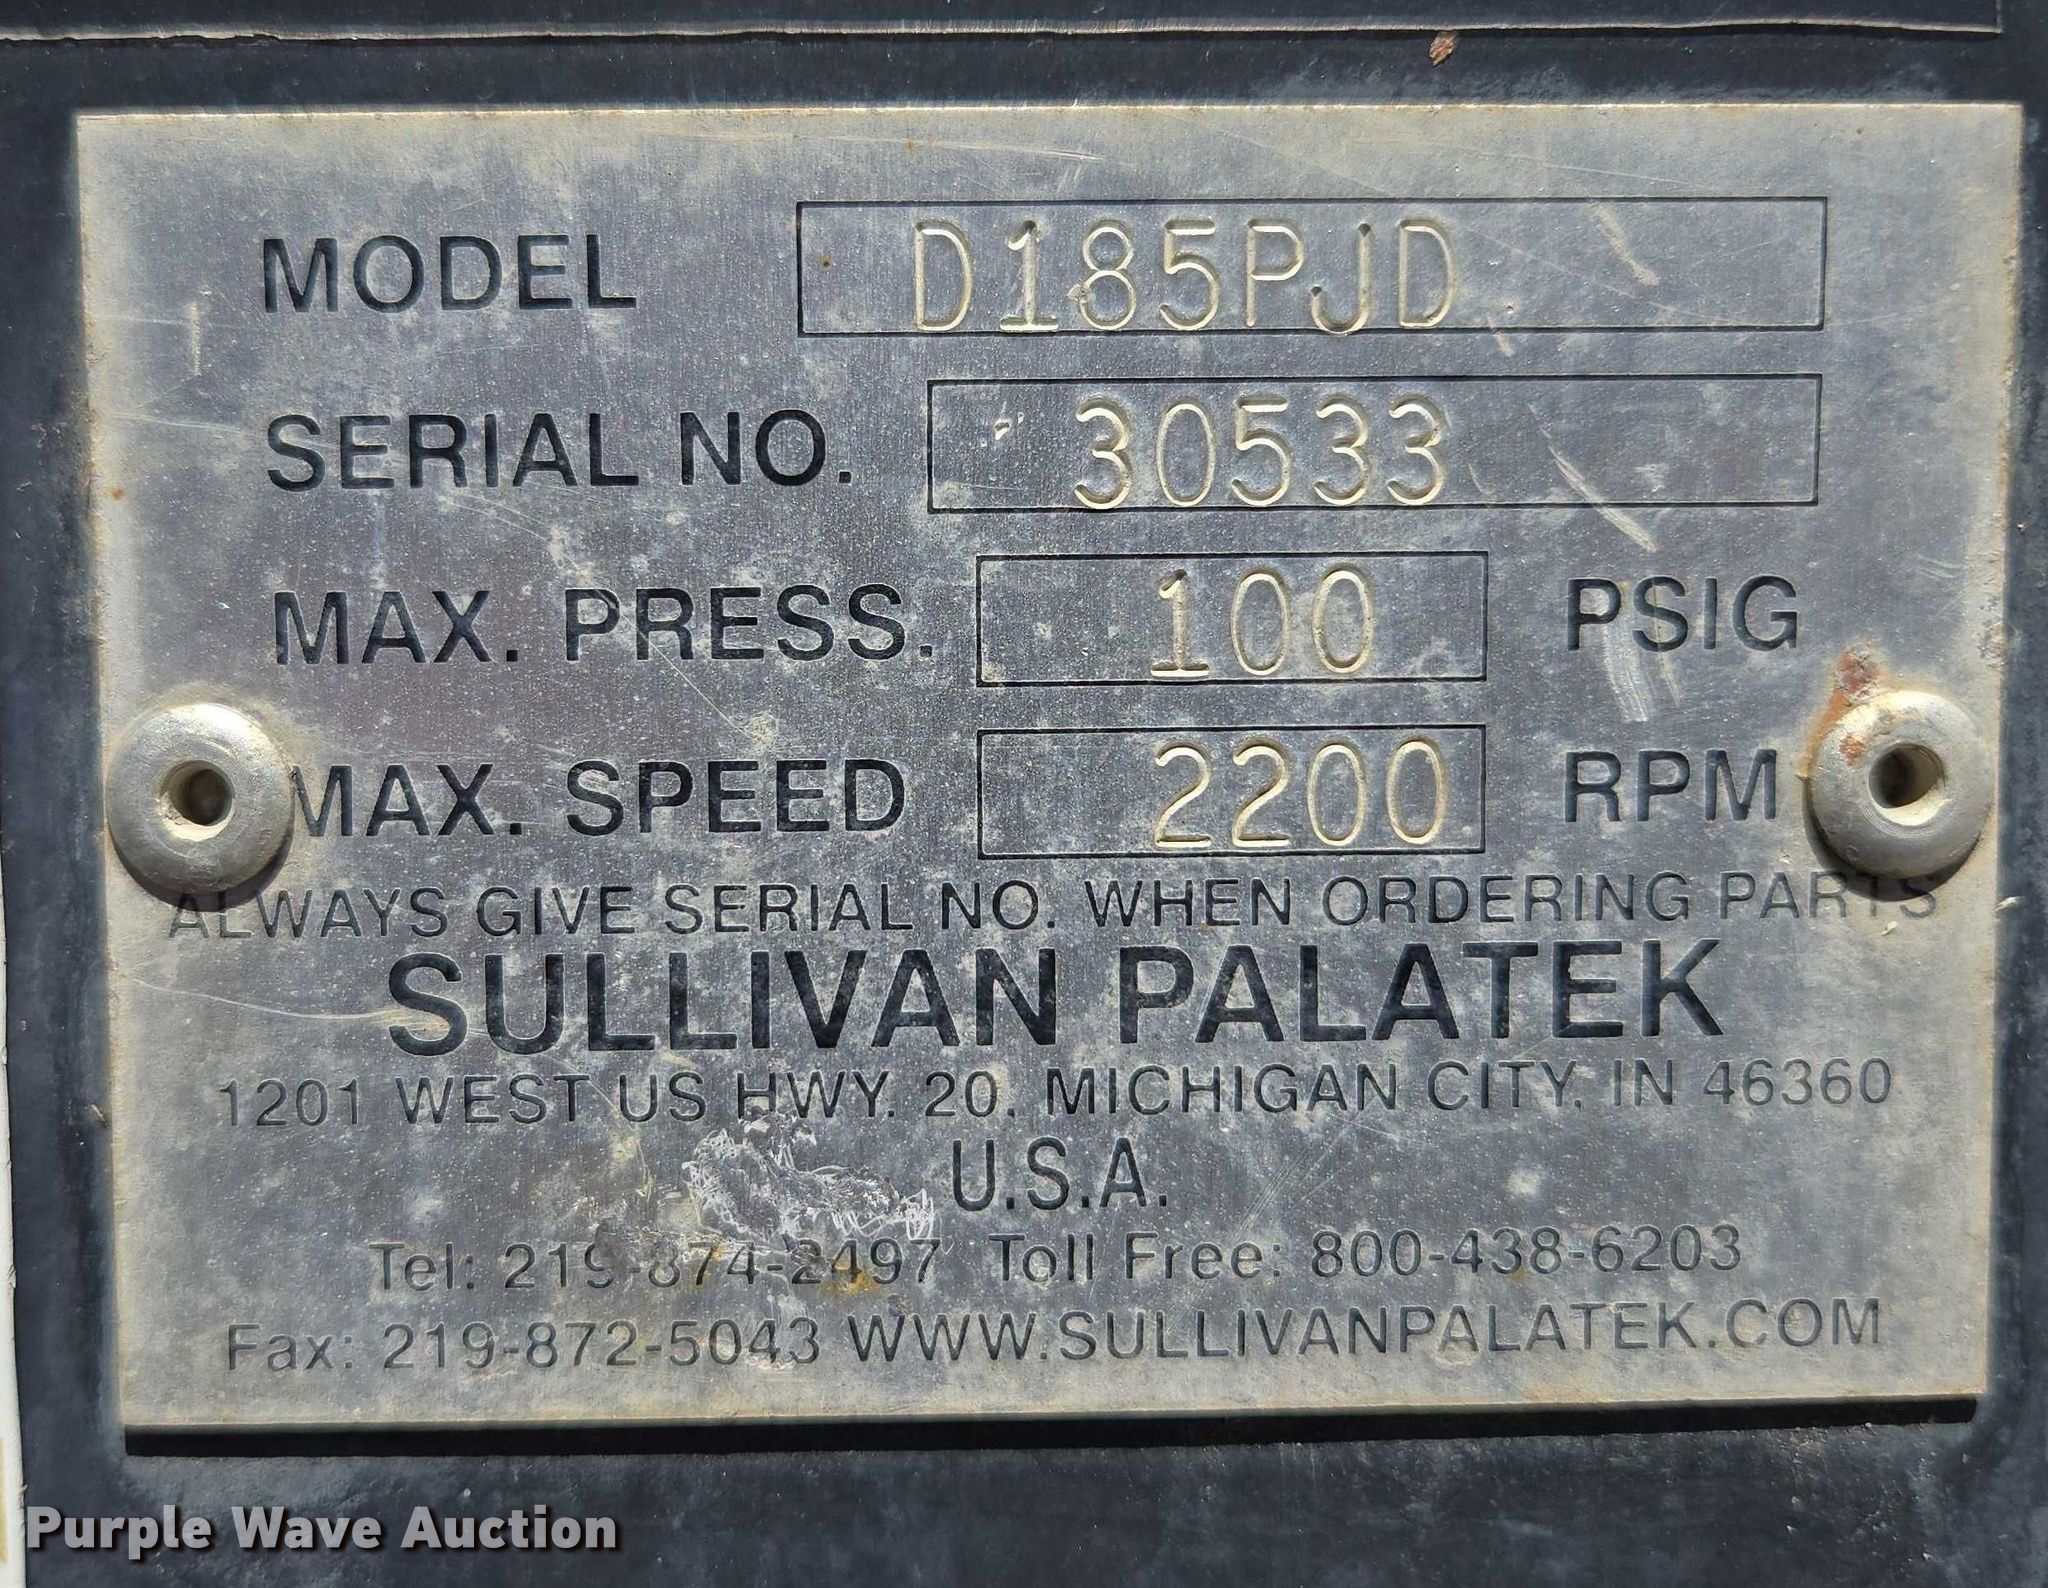 MODEL D185PJD
SERIAL NO. 30533
MAX. PRESS. 100 PSIG
MAX. SPEED 2200 RPM
ALWAYS GIVE SERIAL NO. WHEN ORDERING PARTS
SULLIVAN PALATEK
1201 WEST US HWY. 20, MICHIGAN CITY, IN 46360
U.S.A.
Tel: 219-874-2497 Toll Free: 800-438-6203
Fax: 219-872-5043 WWW.SULLIVANPALATEK.COM
Purple Wave Auction